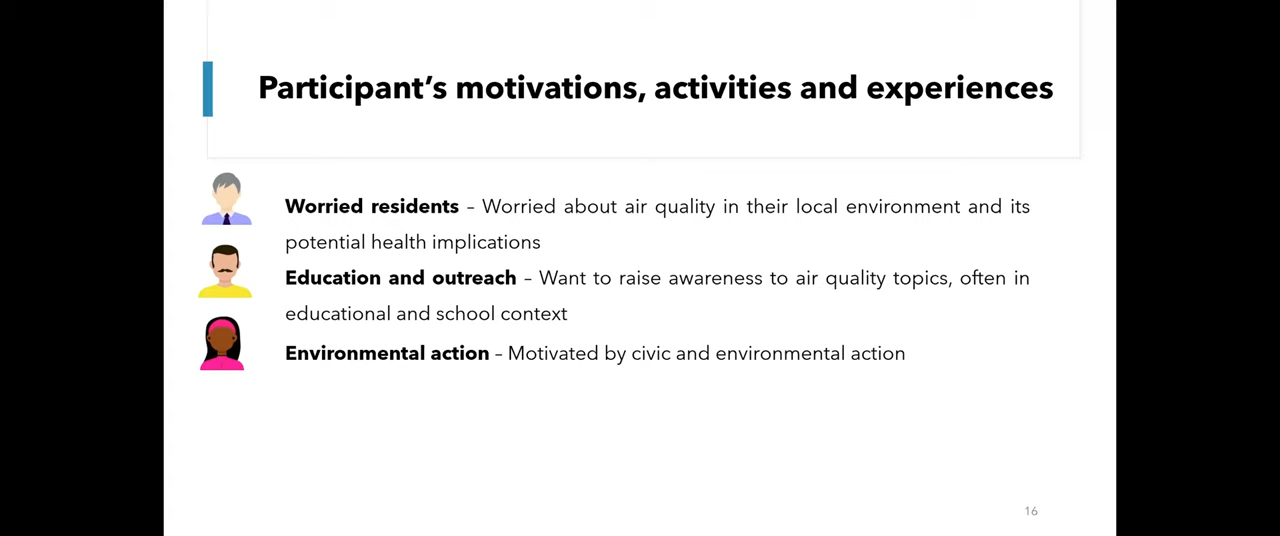 Participant’s motivations, activities and experiences
Worried residents – Worried about air quality in their local environment and its
potential health implications
Education and outreach – Want to raise awareness to air quality topics, often in
educational and school context
Environmental action – Motivated by civic and environmental action
16